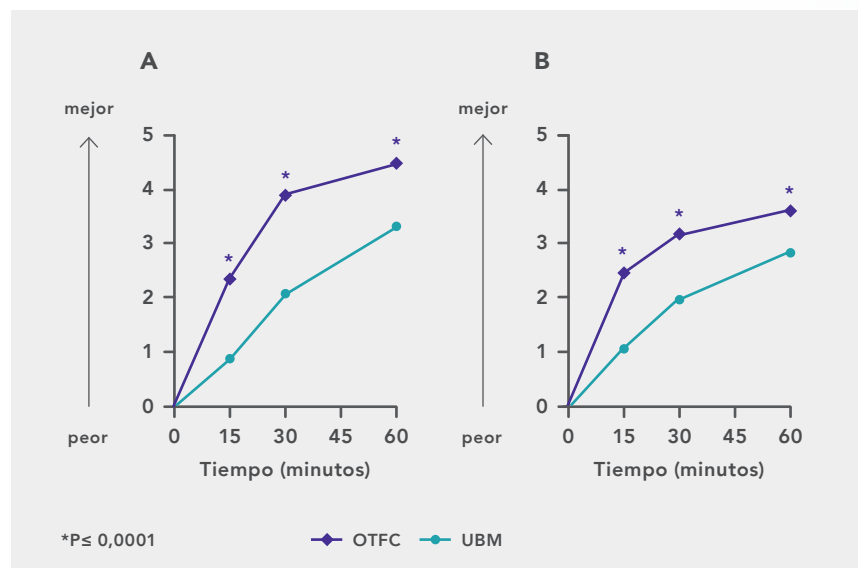 A
mejor
5
4
3
2
1
0
peor
0 15 30 45 60
Tiempo (minutos)
* * *
B
mejor
5
4
3
2
1
0
peor
0 15 30 45 60
Tiempo (minutos)
* * *
*P≤ 0,0001
OTFC UBM